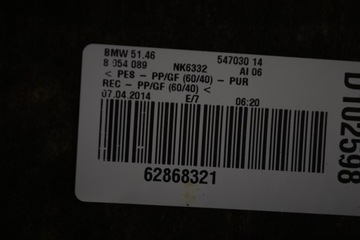 BMW 51.46 547030 14
8 054 089 NK6332 AI 06
< PES - PP/GF (60/40) - PUR
REC - PP/GF (60/40) <
07.04.2014 E/7 06:20
62868321
D102598